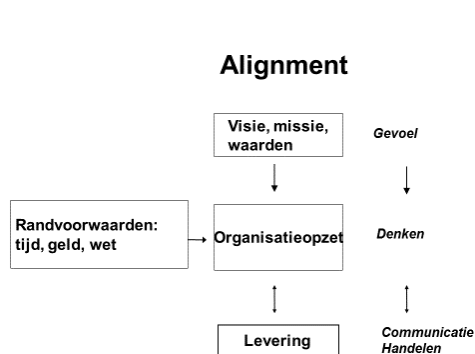 Alignment
Visie, missie,
waarden
Gevoel
Randvoorwaarden:
tijd, geld, wet
Organisatieopzet
Denken
Levering
Communicatie
Handelen